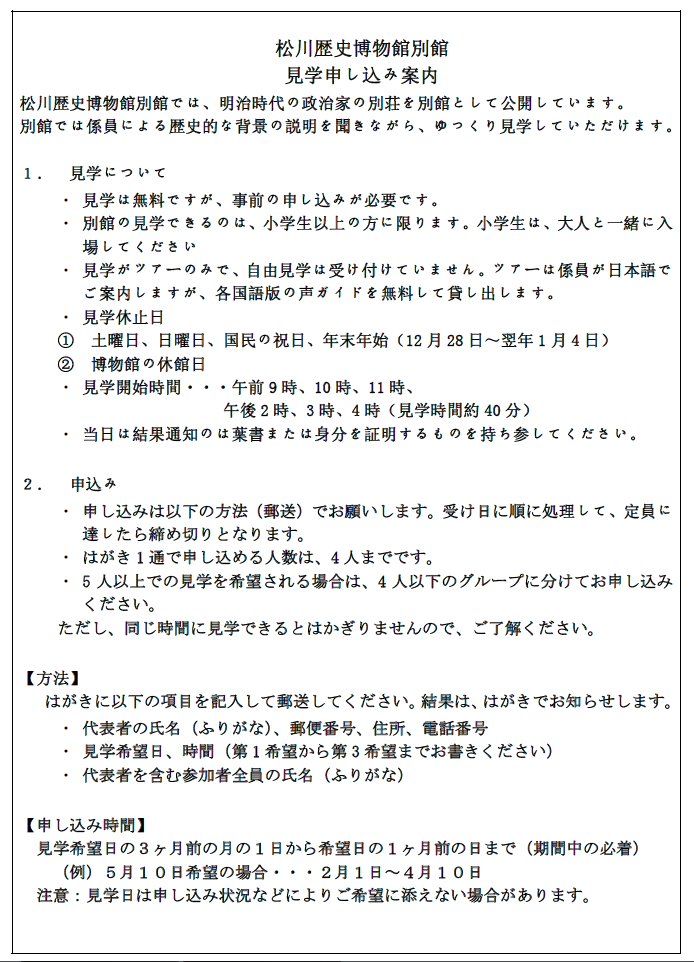 松川歴史博物館別館
見学申し込み案内
松川歴史博物館別館では、明治時代の政治家の別荘を別館として公開しています。
別館では係員による歴史的な背景の説明を聞きながら、ゆっくり見学していただけます。
１． 見学について
・ 見学は無料ですが、事前の申し込みが必要です。
・ 別館の見学できるのは、小学生以上の方に限ります。小学生は、大人と一緒に入
場してください
・ 見学がツアーのみで、自由見学は受け付けていません。ツアーは係員が日本語で
ご案内しますが、各国語版の声ガイドを無料して貸し出します。
・ 見学休止日
① 土曜日、日曜日、国民の祝日、年末年始（12 月 28 日～翌年 1 月 4 日）
② 博物館の休館日
・ 見学開始時間・・・午前 9 時、10 時、11 時、
午後 2 時、3 時、4 時（見学時間約 40 分）
・ 当日は結果通知のは葉書または身分を証明するものを持ち参してください。
２． 申込み
・ 申し込みは以下の方法（郵送）でお願いします。受け日に順に処理して、定員に
達したら締め切りとなります。
・ はがき 1 通で申し込める人数は、4 人までです。
・ 5 人以上での見学を希望される場合は、4 人以下のグループに分けてお申し込み
ください。
ただし、同じ時間に見学できるとはかぎりませんので、ご了解ください。
【方法】
はがきに以下の項目を記入して郵送してください。結果は、はがきでお知らせします。
・ 代表者の氏名（ふりがな）、郵便番号、住所、電話番号
・ 見学希望日、時間（第 1 希望から第 3 希望までお書きください）
・ 代表者を含む参加者全員の氏名（ふりがな）
【申し込み時間】
見学希望日の３ヶ月前の月の１日から希望日の１ヶ月前の日まで（期間中の必着）
（例）５月１０日希望の場合・・・２月１日～４月１０日
注意：見学日は申し込み状況などによりご希望に添えない場合があります。